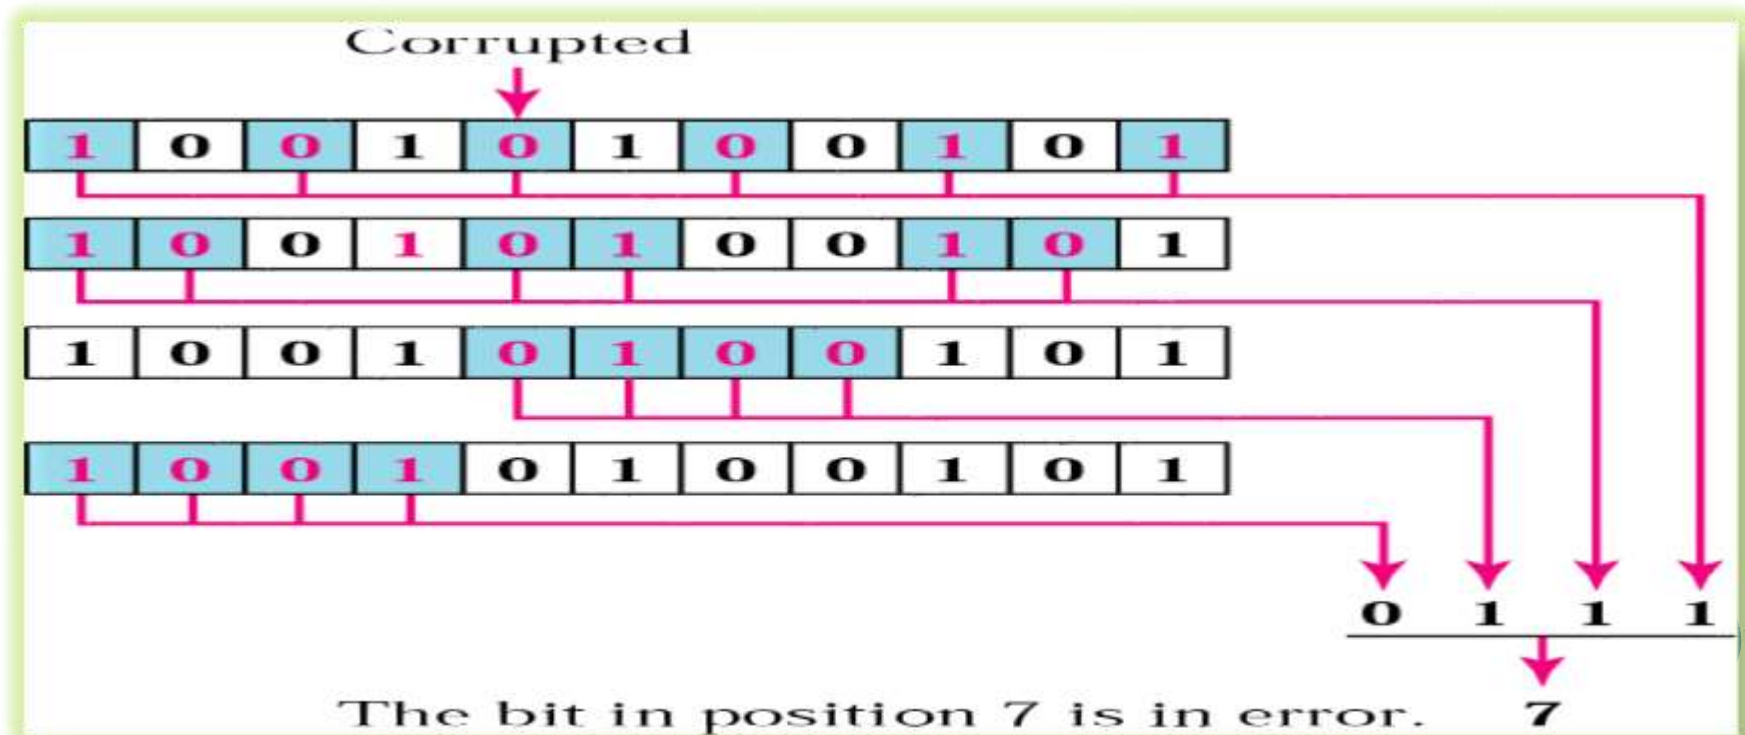 Corrupted
1 0 0 1 0 1 0 0 1 0 1
1 0 0 1 0 1 0 0 1 0 1
1 0 0 1 0 1 0 0 1 0 1
1 0 0 1 0 1 0 0 1 0 1
0 1 1 1
The bit in position 7 is in error. 7